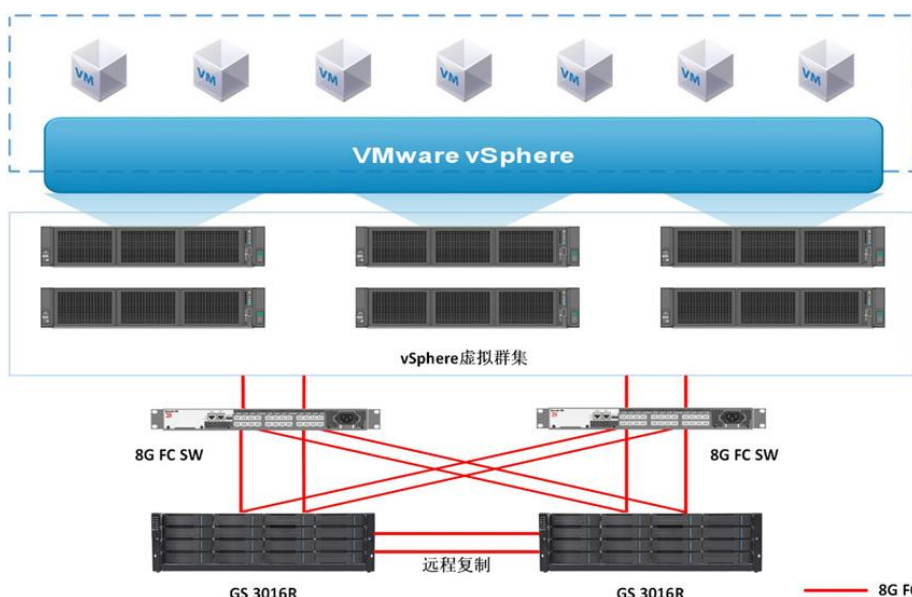 VM VM VM VM VM VM VM
VMware vSphere
vSphere虚拟群集
8G FC SW
8G FC SW
远程复制
GS 3016R
GS 3016R
8G FC